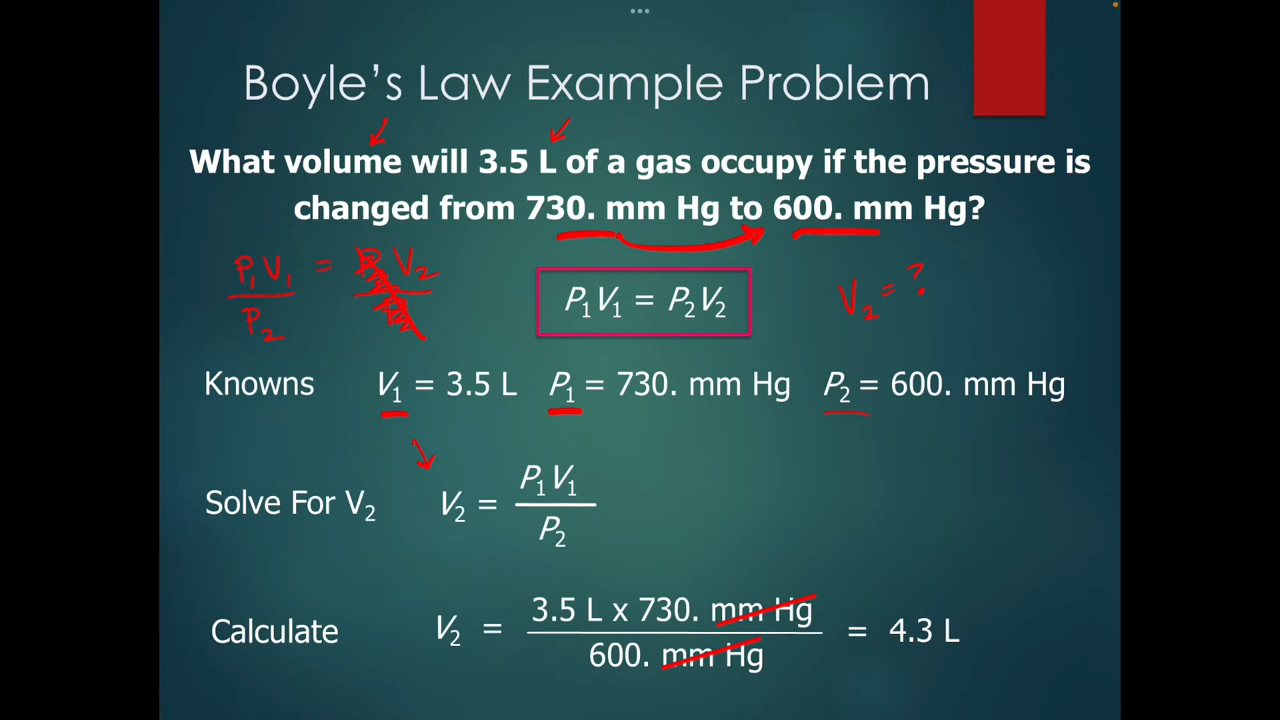 Boyle's Law Example Problem
What volume will 3.5 L of a gas occupy if the pressure is
changed from 730. mm Hg to 600. mm Hg?
P₁V₁ / P₂ = P₂V₂ / P₂
P₁V₁ = P₂V₂
V₂ = ?
Knowns V₁ = 3.5 L P₁ = 730. mm Hg P₂ = 600. mm Hg
Solve For V₂ V₂ = P₁V₁ / P₂
Calculate V₂ = 3.5 L x 730. mm Hg / 600. mm Hg = 4.3 L